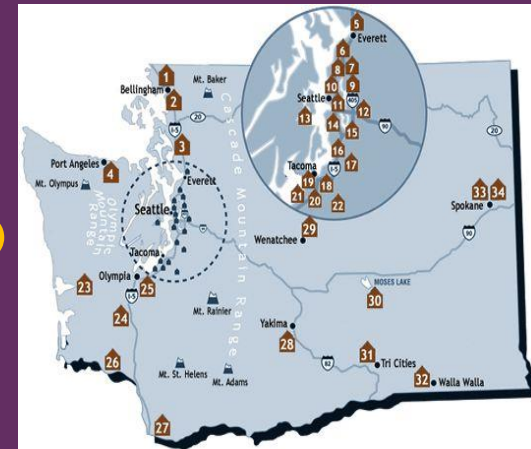 1
Bellingham
2
Mt. Baker
20
I-5
3
Port Angeles
4
Mt. Olympus
Olympic
Mountain
Range
Everett
Seattle
Tacoma
Olympia
Cascade Mountain Range
5
Everett
6
7
8
9
10
405
Seattle
11
12
13
14
90
15
16
I-5
17
Tacoma
18
19
20
21
22
20
33
34
Spokane
90
29
Wenatchee
MOSES LAKE
30
23
25
I-5
24
Mt. Rainier
Yakima
28
26
Mt. St. Helens
Mt. Adams
82
31
Tri Cities
32
Walla Walla
27